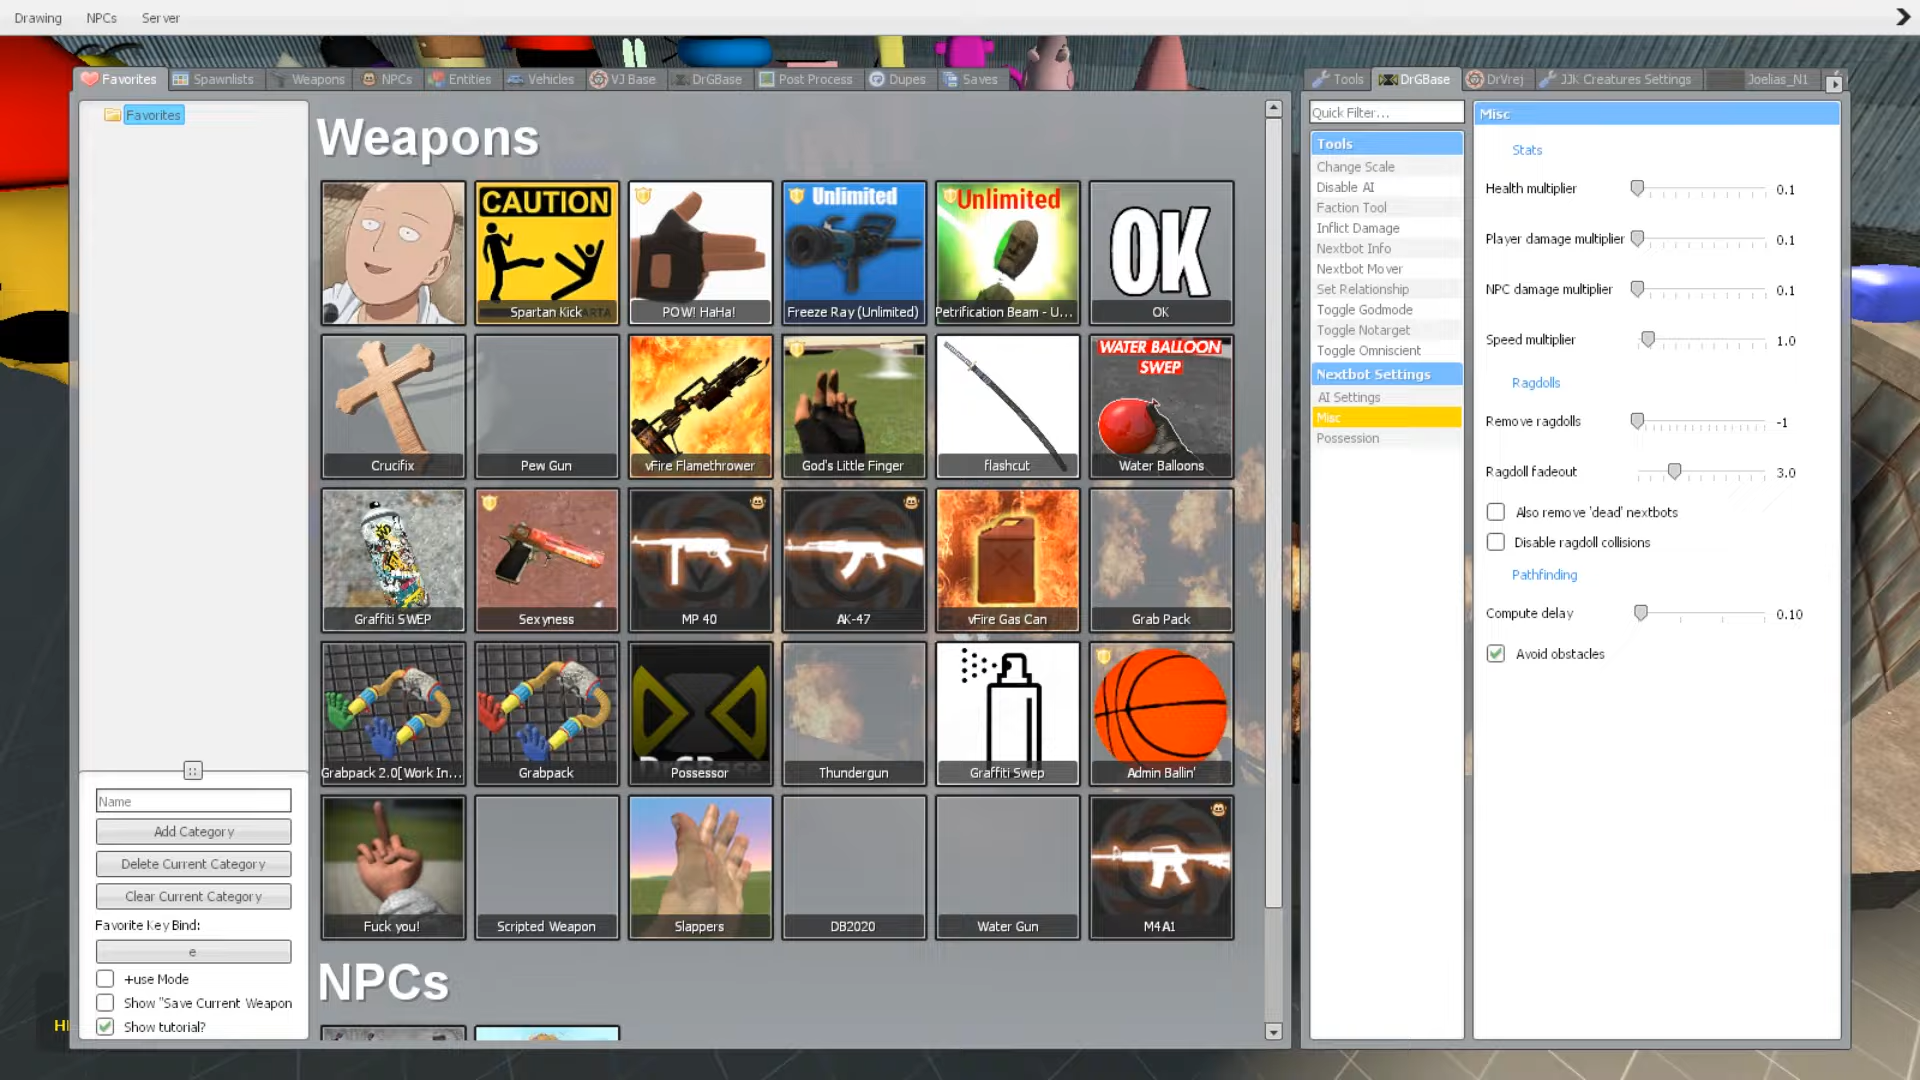 Drawing NPCs Server
Favorites Spawnlists Weapons NPCs Entities Vehicles VJ Base DrGBase Post Process Dupes Saves
Tools DrGBase DrVrej JJK Creatures Settings Joelias_N1
Favorites
Name
Add Category
Delete Current Category
Clear Current Category
Favorite Key Bind:
e
+use Mode
Show "Save Current Weapon
Show tutorial?
Weapons
CAUTION
Spartan Kick
POW! HaHa!
Unlimited
Freeze Ray (Unlimited)
Unlimited
Petrification Beam - U...
OK
OK
Crucifix
Pew Gun
vFire Flamethrower
God's Little Finger
flashcut
WATER BALLOON
SWEP
Water Balloons
Graffiti SWEP
Sexyness
MP 40
AK-47
vFire Gas Can
Grab Pack
Grabpack 2.0[Work In...
Grabpack
DrGBase
Possessor
Thundergun
Graffiti Swep
Admin Ballin'
Fuck you!
Scripted Weapon
Slappers
DB2020
Water Gun
M4A1
NPCs
Quick Filter...
Tools
Change Scale
Disable AI
Faction Tool
Inflict Damage
Nextbot Info
Nextbot Mover
Set Relationship
Toggle Godmode
Toggle Notarget
Toggle Omniscient
Nextbot Settings
AI Settings
Misc
Possession
Misc
Stats
Health multiplier 0.1
Player damage multiplier 0.1
NPC damage multiplier 0.1
Speed multiplier 1.0
Ragdolls
Remove ragdolls -1
Ragdoll fadeout 3.0
Also remove 'dead' nextbots
Disable ragdoll collisions
Pathfinding
Compute delay 0.10
Avoid obstacles